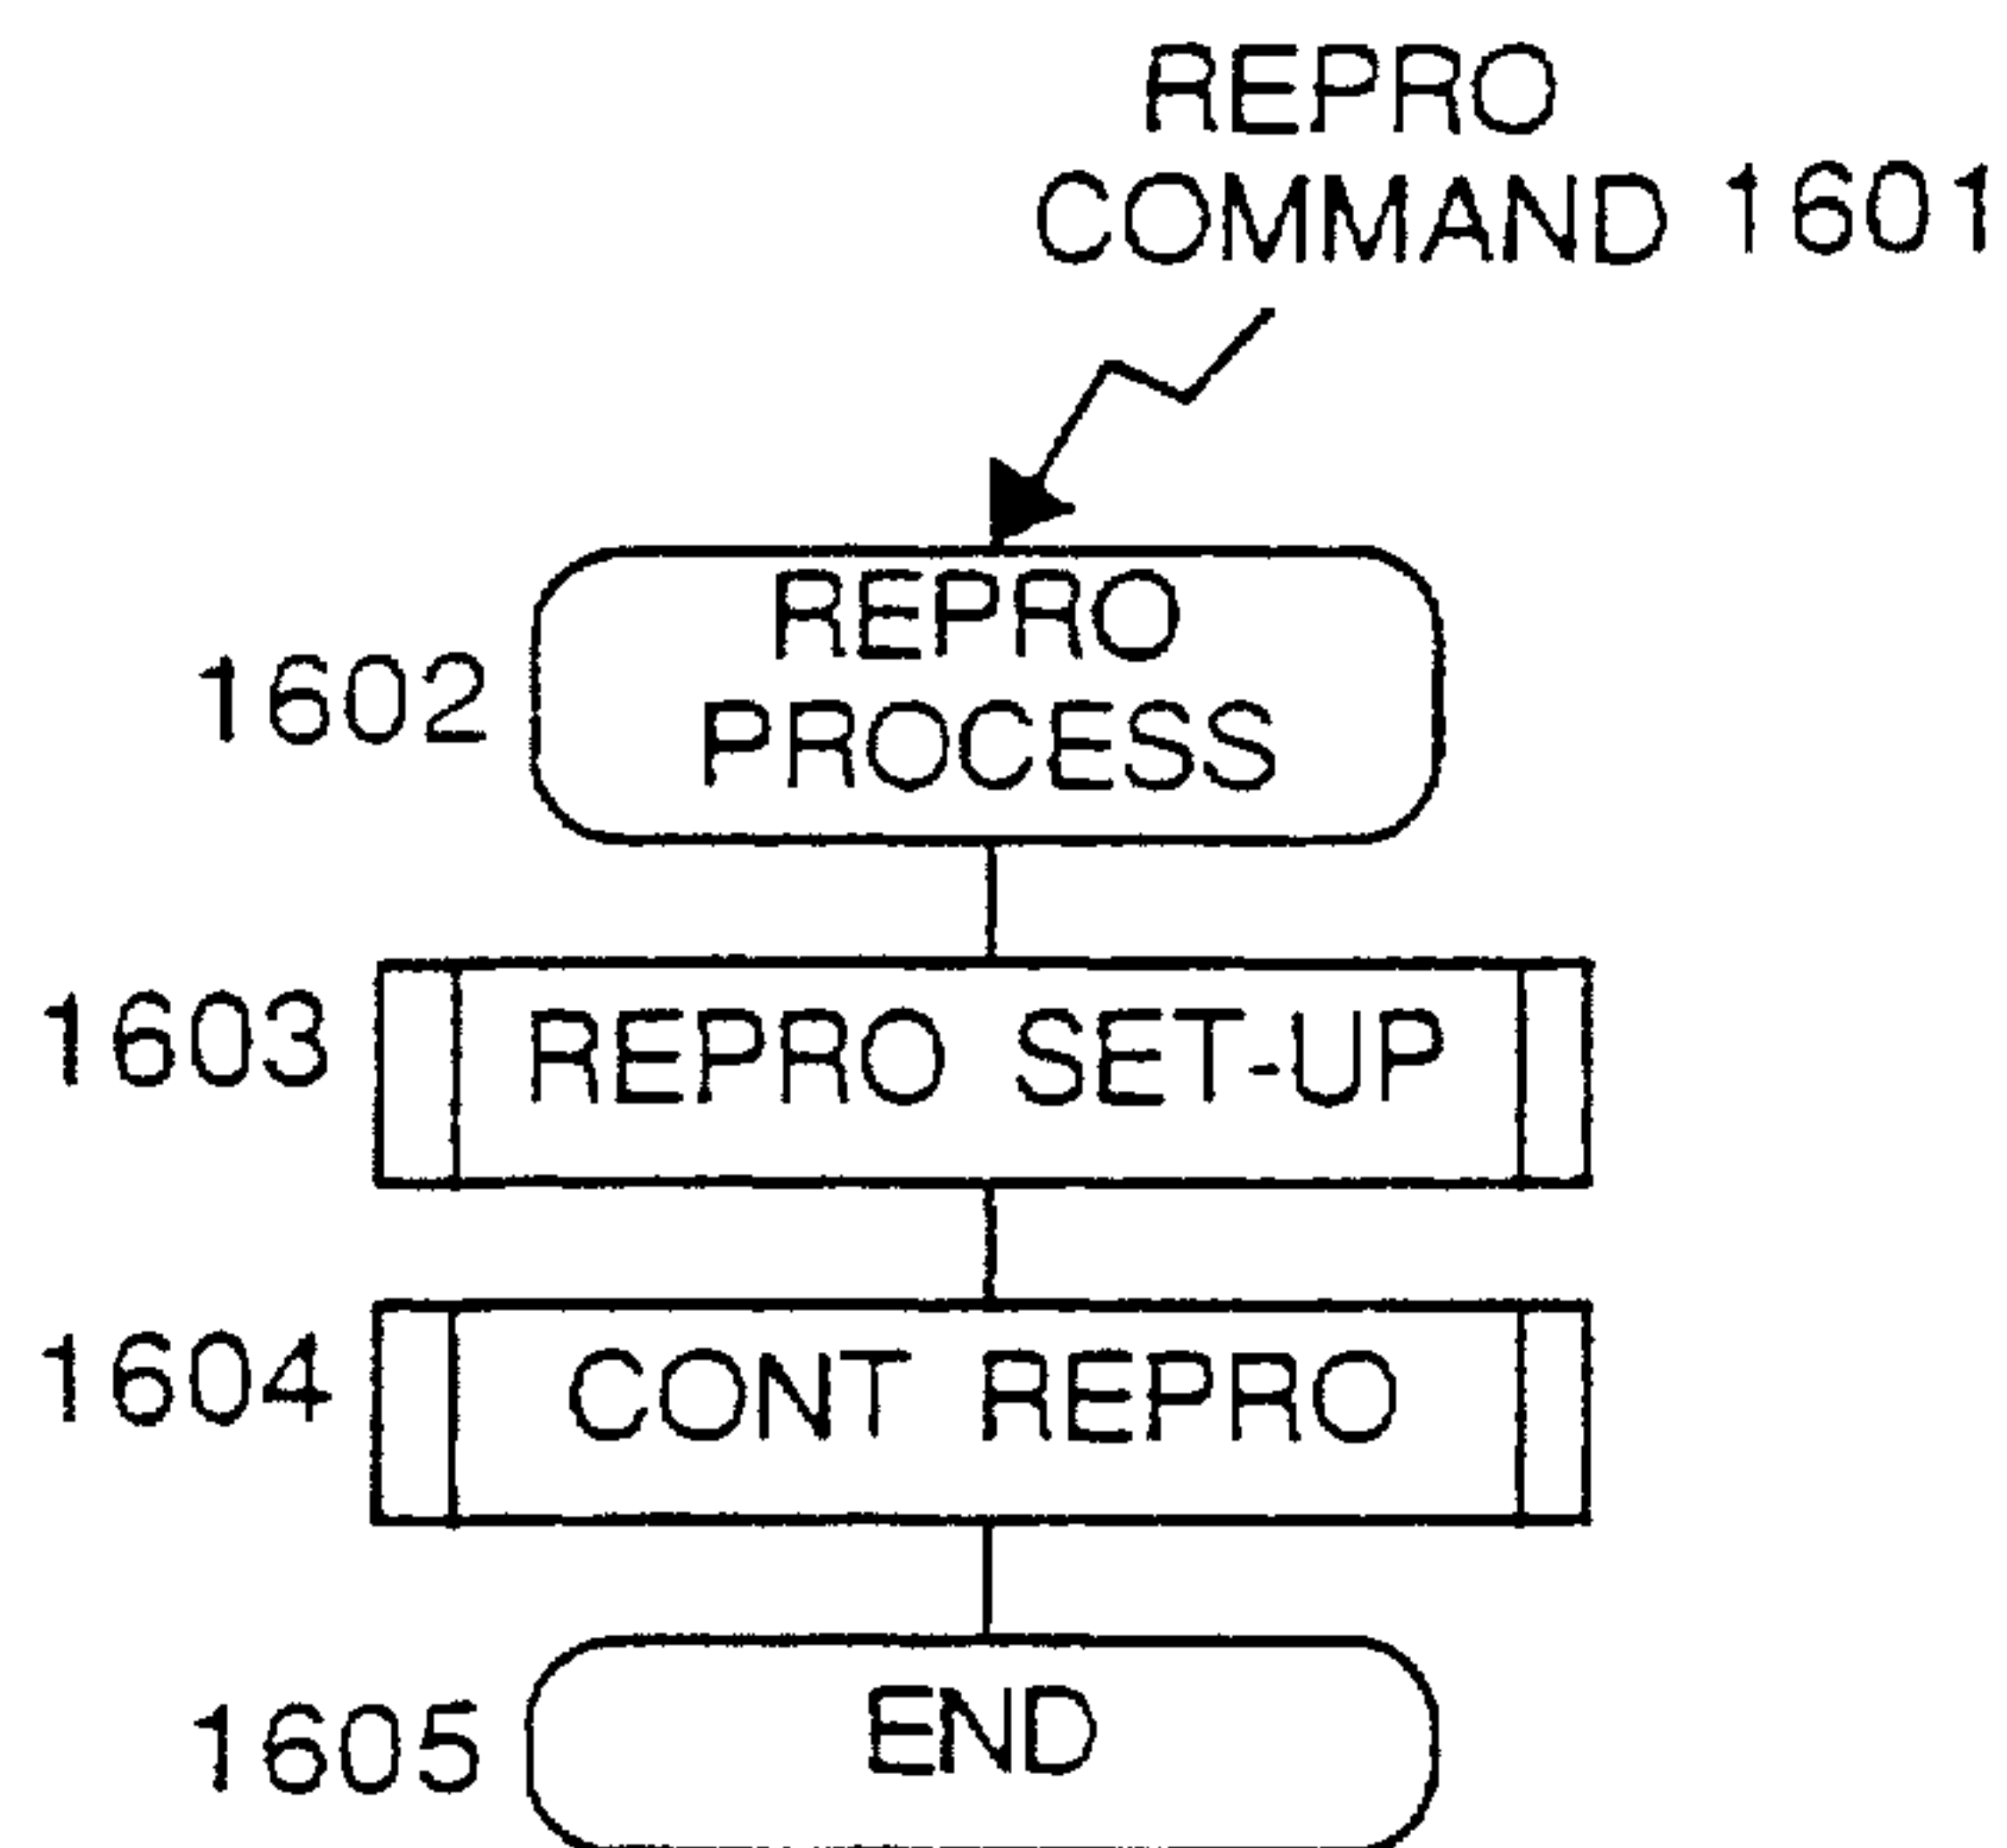 REPRO
COMMAND 1601
REPRO
1602
PROCESS
1603 REPRO SET-UP
1604 CONT REPRO
1605 END